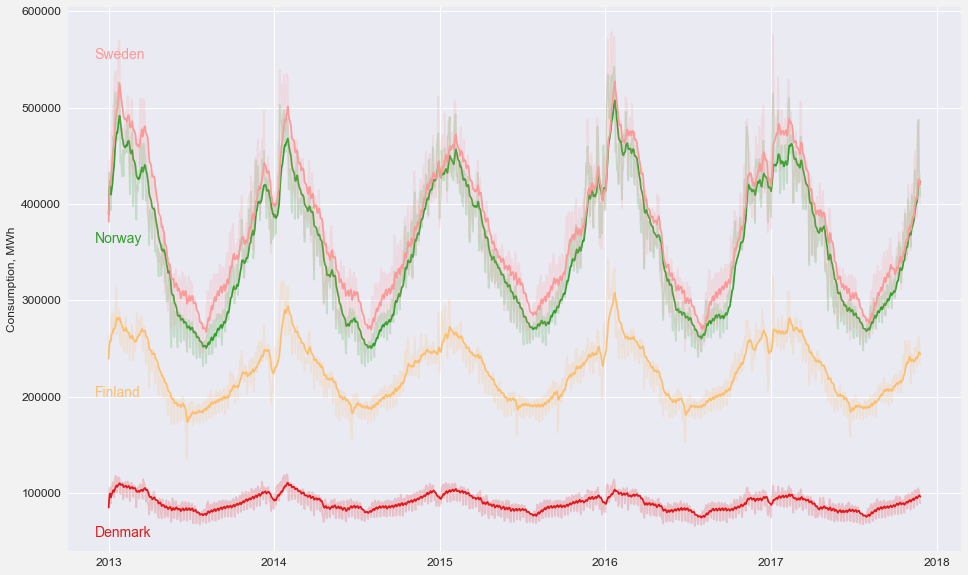 600000
Sweden
500000
400000
Norway
Consumption, MWh
300000
Finland
200000
100000
Denmark
2013 2014 2015 2016 2017 2018